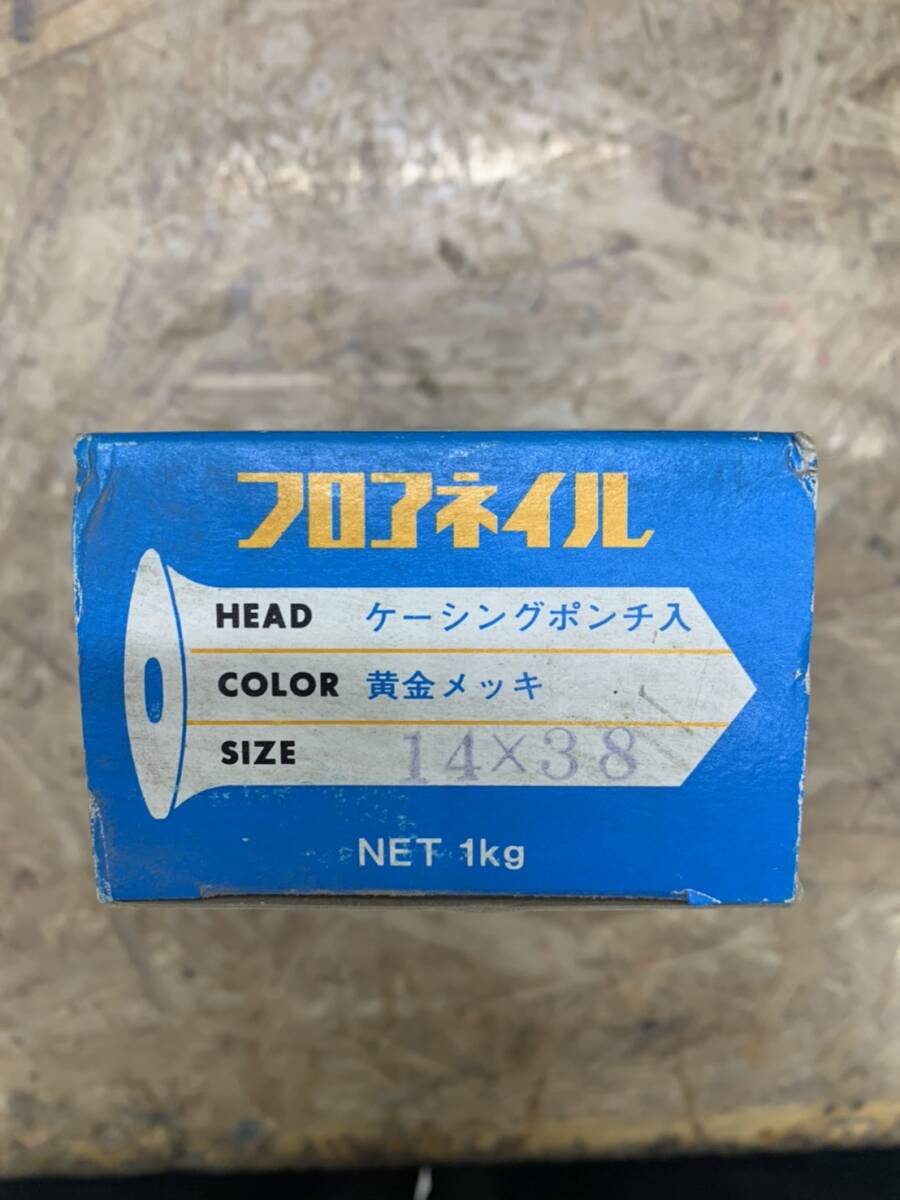 フロアネイル
HEAD ケーシングポンチ入
COLOR 黄金メッキ
SIZE 14×38
NET 1kg